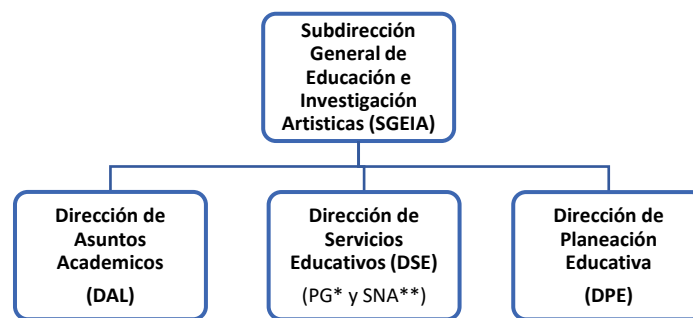 Subdirección
General de
Educación e
Investigación
Artisticas (SGEIA)
Dirección de
Asuntos
Academicos
(DAL)
Dirección de
Servicios
Educativos (DSE)
(PG* y SNA**)
Dirección de
Planeación
Educativa
(DPE)